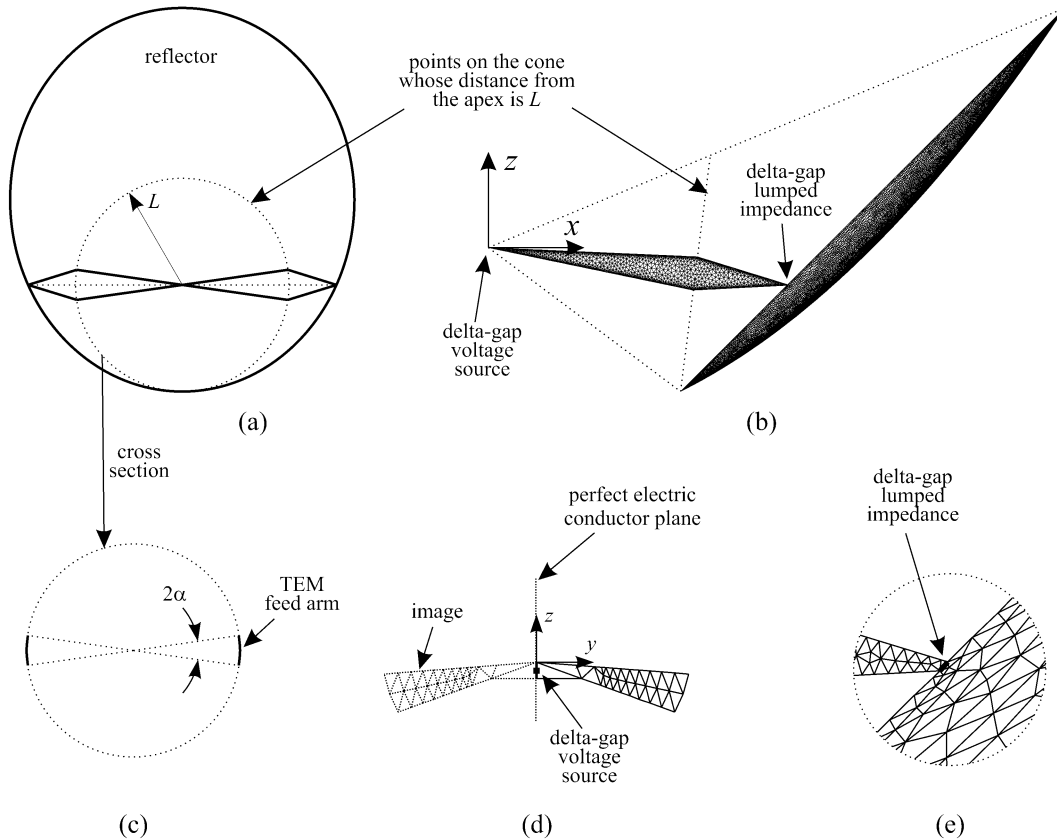 reflector
points on the cone
whose distance from
the apex is L
L
z
x
delta-gap
lumped
impedance
delta-gap
voltage
source
(a)
(b)
cross
section
2α
TEM
feed arm
perfect electric
conductor plane
image
z
y
delta-gap
voltage
source
delta-gap
lumped
impedance
(c)
(d)
(e)